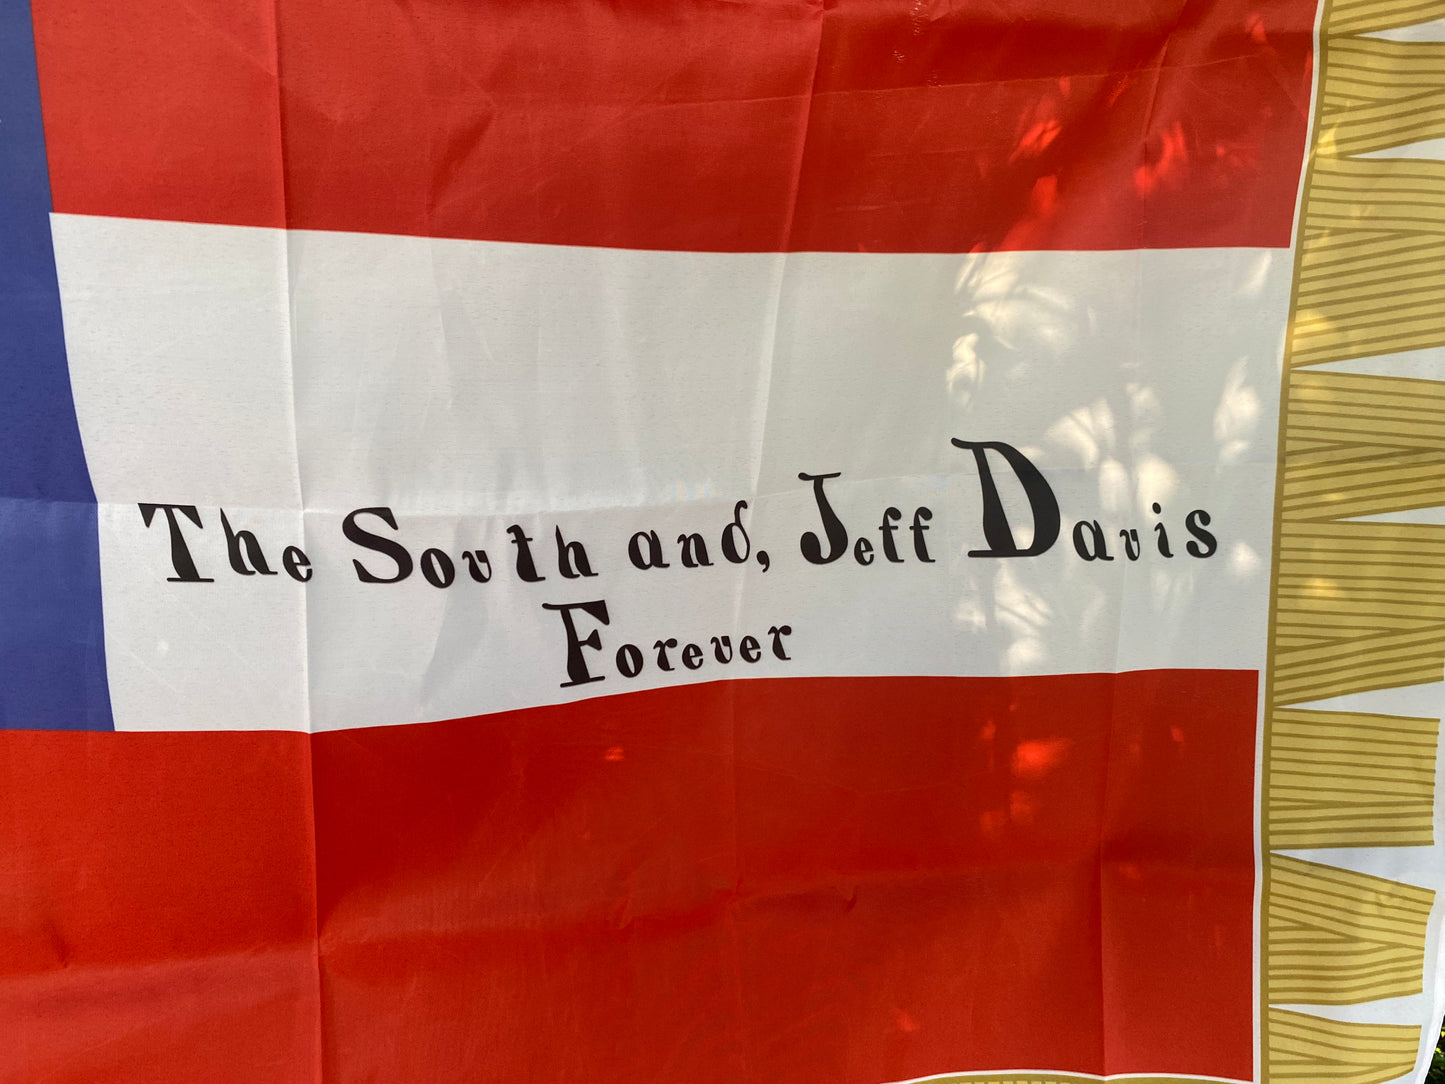 The South and, Jeff Davis
Forever